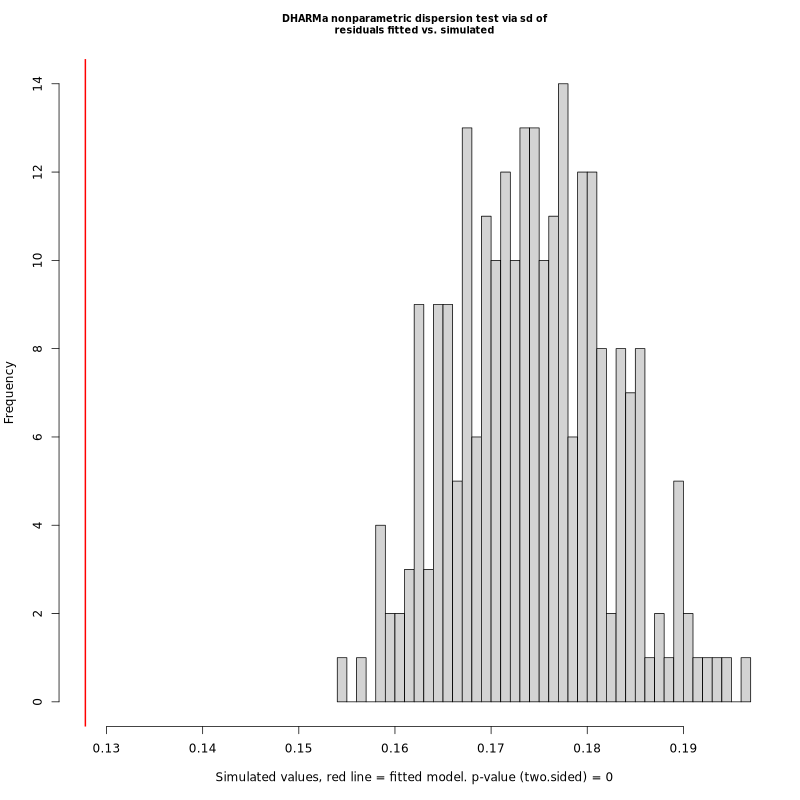 DHARMa nonparametric dispersion test via sd of
residuals fitted vs. simulated
Frequency
14
12
10
8
6
4
2
0
0.13 0.14 0.15 0.16 0.17 0.18 0.19
Simulated values, red line = fitted model. p-value (two.sided) = 0